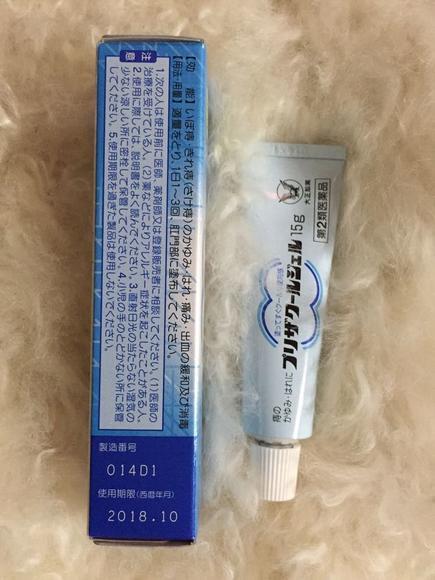 【効　能】いぼ痔・きれ痔(さけ痔)のかゆみ・はれ・痛み・出血の緩和及び消毒
【用法・用量】適量をとり、1日1〜3回、肛門部に塗布してください。
注意
1.次の人は使用前に医師、薬剤師又は登録販売者に相談してください。(1)医師の
治療を受けている人。(2)薬などによりアレルギー症状を起こしたことがある人。
2.使用に際しては、説明書をよく読んでください。3.直射日光の当たらない湿気の
少ない涼しい所に密栓して保管してください。4.小児の手のとどかない所に保管
してください。5.使用期限を過ぎた製品は使用しないでください。
製造番号
014D1
使用期限(西暦年月)
2018.10
大正製薬
第2類医薬品
プリザクールジェル 15g
痔の
かゆみ・はれに